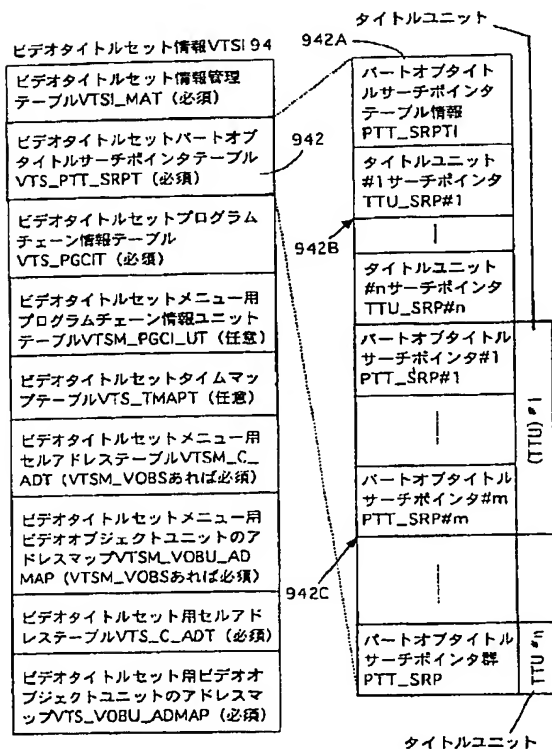 ビデオタイトルセット情報VTSI 94
ビデオタイトルセット情報管理
テーブルVTSI_MAT（必須）
ビデオタイトルセットパートオブ
タイトルサーチポインタテーブル
VTS_PTT_SRPT（必須）
ビデオタイトルセットプログラム
チェーン情報テーブル
VTS_PGCIT（必須）
ビデオタイトルセットメニュー用
プログラムチェーン情報ユニット
テーブルVTSM_PGCI_UT（任意）
ビデオタイトルセットタイムマッ
プテーブルVTS_TMAPT（任意）
ビデオタイトルセットメニュー用
セルアドレステーブルVTSM_C_
ADT（VTSM_VOBSあれば必須）
ビデオタイトルセットメニュー用
ビデオオブジェクトユニットのア
ドレスマップVTSM_VOBU_AD
MAP（VTSM_VOBSあれば必須）
ビデオタイトルセット用セルアド
レステーブルVTS_C_ADT（必須）
ビデオタイトルセット用ビデオオ
ブジェクトユニットのアドレスマ
ップVTS_VOBU_ADMAP（必須）
942
タイトルユニット
942A
パートオブタイト
ルサーチポインタ
テーブル情報
PTT_SRPTI
タイトルユニット
#1サーチポインタ
TTU_SRP#1
942B
タイトルユニット
#nサーチポインタ
TTU_SRP#n
パートオブタイトル
サーチポインタ#1
PTT_SRP#1
(TTU) #1
パートオブタイトル
サーチポインタ#m
PTT_SRP#m
942C
パートオブタイトル
サーチポインタ群
PTT_SRP
TTU #n
タイトルユニット